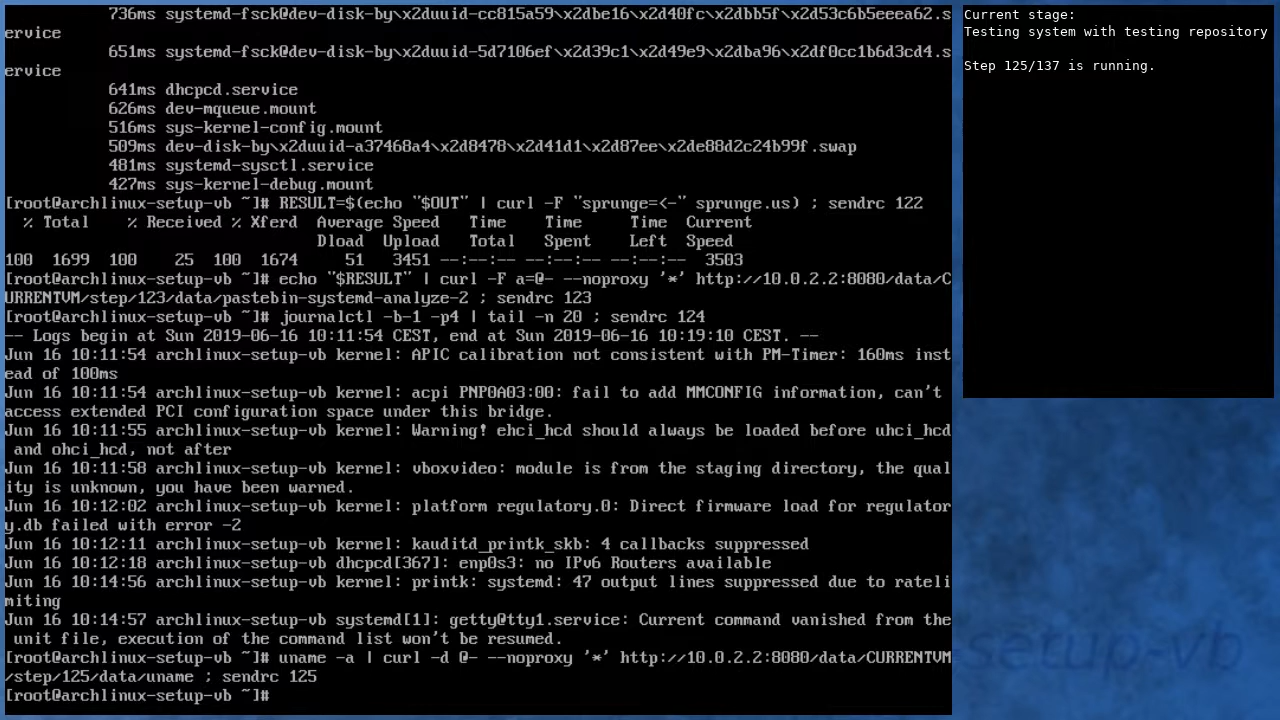 736ms systemd-fsck@dev-disk-by\x2duuid-cc815a59\x2dbe16\x2d40fc\x2dbb5f\x2d53c6b5eeea62.s
ervice
651ms systemd-fsck@dev-disk-by\x2duuid-5d7106ef\x2d39c1\x2d49e9\x2dba96\x2df0cc1b6d3cd4.s
ervice
641ms dhcpcd.service
626ms dev-mqueue.mount
516ms sys-kernel-config.mount
509ms dev-disk-by\x2duuid-a37468a4\x2d8478\x2d41d1\x2d87ee\x2de88d2c24b99f.swap
481ms systemd-sysctl.service
427ms sys-kernel-debug.mount
[root@archlinux-setup-vb ~]# RESULT=$(echo "$OUT" | curl -F "sprunge=<-" sprunge.us) ; sendrc 122
% Total    % Received % Xferd  Average Speed   Time    Time     Time  Current
Dload  Upload   Total   Spent    Left  Speed
100  1699  100    25  100  1674     51   3451 --:--:-- --:--:-- --:--:--  3503
[root@archlinux-setup-vb ~]# echo "$RESULT" | curl -F a=@- --noproxy '*' http://10.0.2.2:8080/data/C
URRENTVM/step/123/data/pastebin-systemd-analyze-2 ; sendrc 123
[root@archlinux-setup-vb ~]# journalctl -b-1 -p4 | tail -n 20 ; sendrc 124
-- Logs begin at Sun 2019-06-16 10:11:54 CEST, end at Sun 2019-06-16 10:19:10 CEST. --
Jun 16 10:11:54 archlinux-setup-vb kernel: APIC calibration not consistent with PM-Timer: 160ms inst
ead of 100ms
Jun 16 10:11:54 archlinux-setup-vb kernel: acpi PNP0A03:00: fail to add MMCONFIG information, can't
access extended PCI configuration space under this bridge.
Jun 16 10:11:55 archlinux-setup-vb kernel: Warning! ehci_hcd should always be loaded before uhci_hcd
and ohci_hcd, not after
Jun 16 10:11:58 archlinux-setup-vb kernel: vboxvideo: module is from the staging directory, the qual
ity is unknown, you have been warned.
Jun 16 10:12:02 archlinux-setup-vb kernel: platform regulatory.0: Direct firmware load for regulator
y.db failed with error -2
Jun 16 10:12:11 archlinux-setup-vb kernel: kauditd_printk_skb: 4 callbacks suppressed
Jun 16 10:12:18 archlinux-setup-vb dhcpcd[367]: enp0s3: no IPv6 Routers available
Jun 16 10:14:56 archlinux-setup-vb kernel: printk: systemd: 47 output lines suppressed due to rateli
miting
Jun 16 10:14:57 archlinux-setup-vb systemd[1]: getty@tty1.service: Current command vanished from the
unit file, execution of the command list won't be resumed.
[root@archlinux-setup-vb ~]# uname -a | curl -d @- --noproxy '*' http://10.0.2.2:8080/data/CURRENTVM
/step/125/data/uname ; sendrc 125
[root@archlinux-setup-vb ~]#
Current stage:
Testing system with testing repository
Step 125/137 is running.
setup-vb